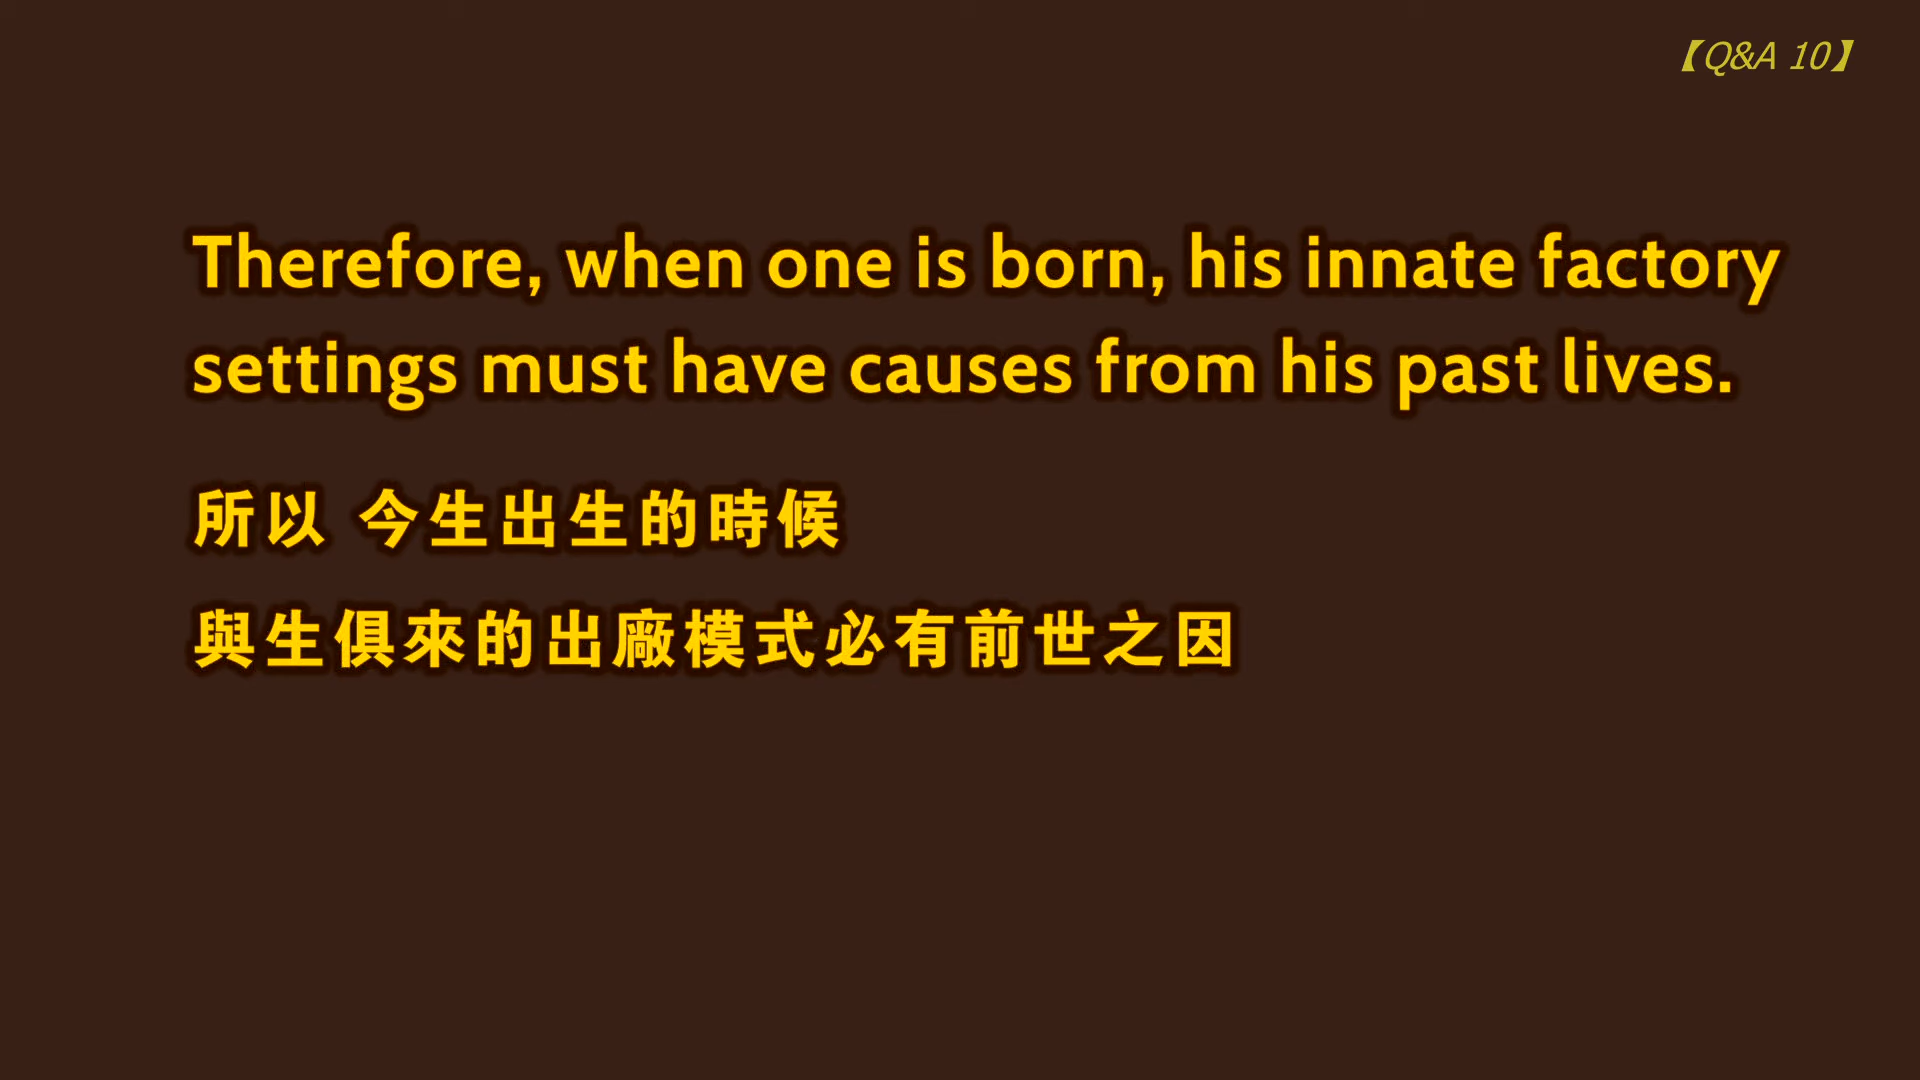 【Q&A 10】
Therefore, when one is born, his innate factory
settings must have causes from his past lives.
所以 今生出生的時候
與生俱來的出廠模式必有前世之因